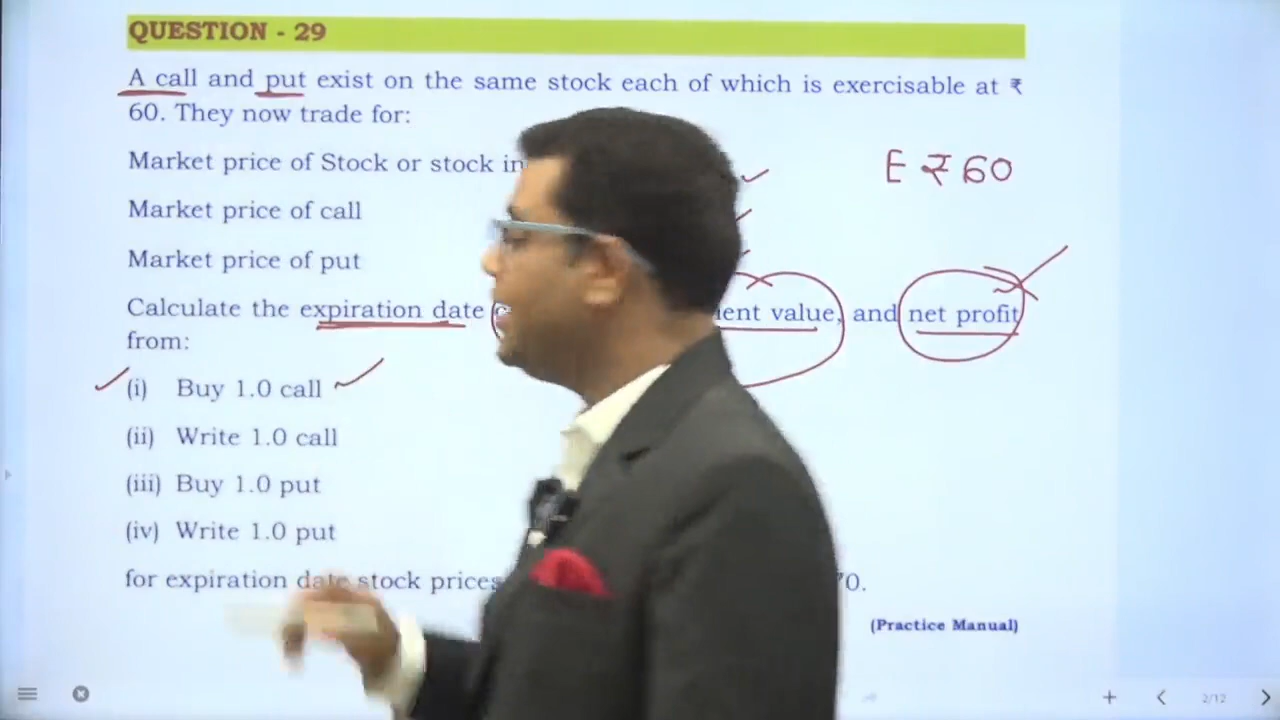 QUESTION - 29
A call and put exist on the same stock each of which is exercisable at ₹
60. They now trade for:
Market price of Stock or stock
E ₹ 60
Market price of call
Market price of put
Calculate the expiration date value, and net profit
from:
(i) Buy 1.0 call
(ii) Write 1.0 call
(iii) Buy 1.0 put
(iv) Write 1.0 put
for expiration date stock prices
(Practice Manual)
2/12